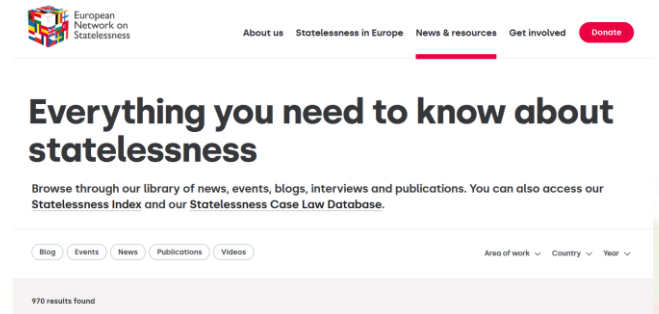 European
Network on
Statelessness
About us Statelessness in Europe News & resources Get involved Donate
Everything you need to know about
statelessness
Browse through our library of news, events, blogs, interviews and publications. You can also access our
Statelessness Index and our Statelessness Case Law Database.
Blog Events News Publications Videos Area of work Country Year
970 results found